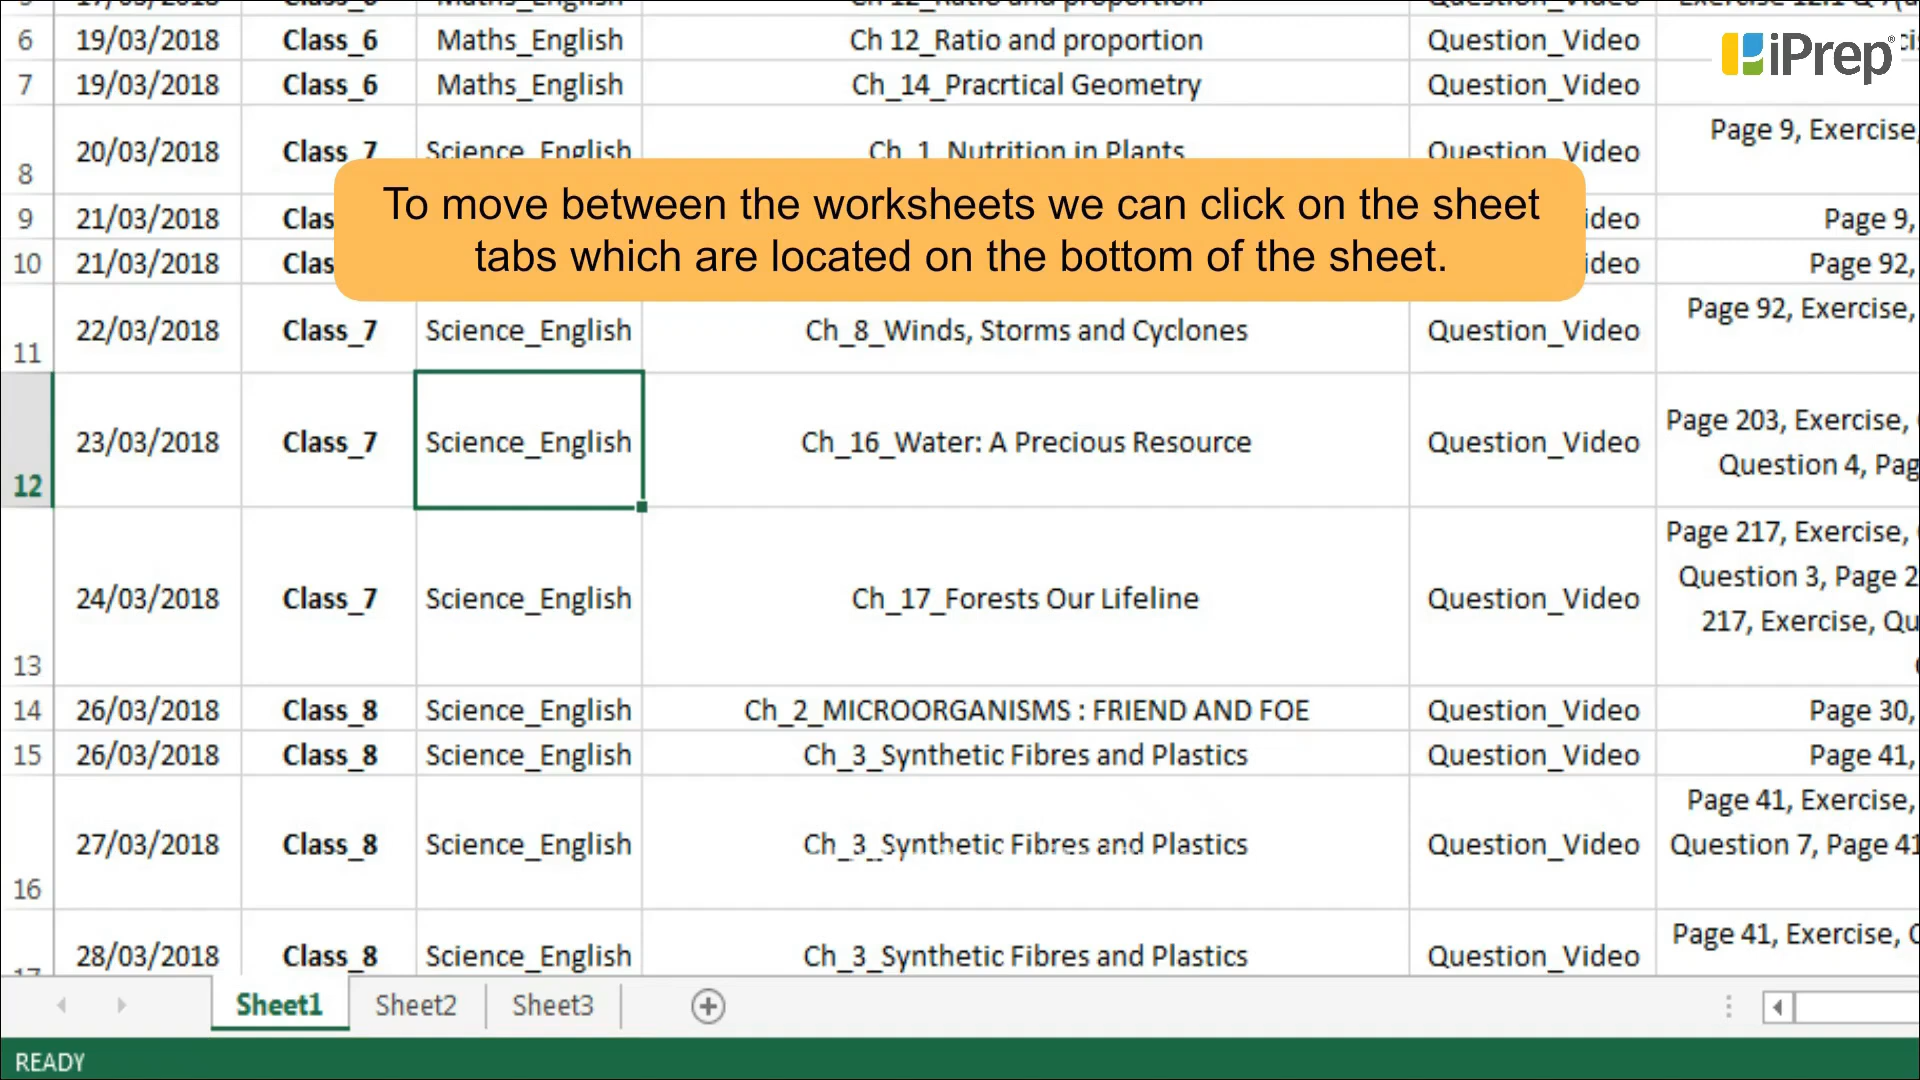 6 19/03/2018 Class_6 Maths_English Ch 12_Ratio and proportion Question_Video
iPrep
7 19/03/2018 Class_6 Maths_English Ch_14_Pracrtical Geometry Question_Video
Page 9, Exercise,
8 20/03/2018 Class_7 Science_English Ch_1_Nutrition in Plants Question_Video
To move between the worksheets we can click on the sheet
tabs which are located on the bottom of the sheet.
9 21/03/2018 Page 9,
10 21/03/2018 Page 92,
Page 92, Exercise,
11 22/03/2018 Class_7 Science_English Ch_8_Winds, Storms and Cyclones Question_Video
Page 203, Exercise,
12 23/03/2018 Class_7 Science_English Ch_16_Water: A Precious Resource Question_Video
Question 4, Pag
Page 217, Exercise,
Question 3, Page 2
13 24/03/2018 Class_7 Science_English Ch_17_Forests Our Lifeline Question_Video
217, Exercise, Qu
14 26/03/2018 Class_8 Science_English Ch_2_MICROORGANISMS : FRIEND AND FOE Question_Video Page 30,
15 26/03/2018 Class_8 Science_English Ch_3_Synthetic Fibres and Plastics Question_Video Page 41,
Page 41, Exercise,
16 27/03/2018 Class_8 Science_English Ch_3_Synthetic Fibres and Plastics Question_Video Question 7, Page 41
Page 41, Exercise,
28/03/2018 Class_8 Science_English Ch_3_Synthetic Fibres and Plastics Question_Video
Sheet1 Sheet2 Sheet3
READY